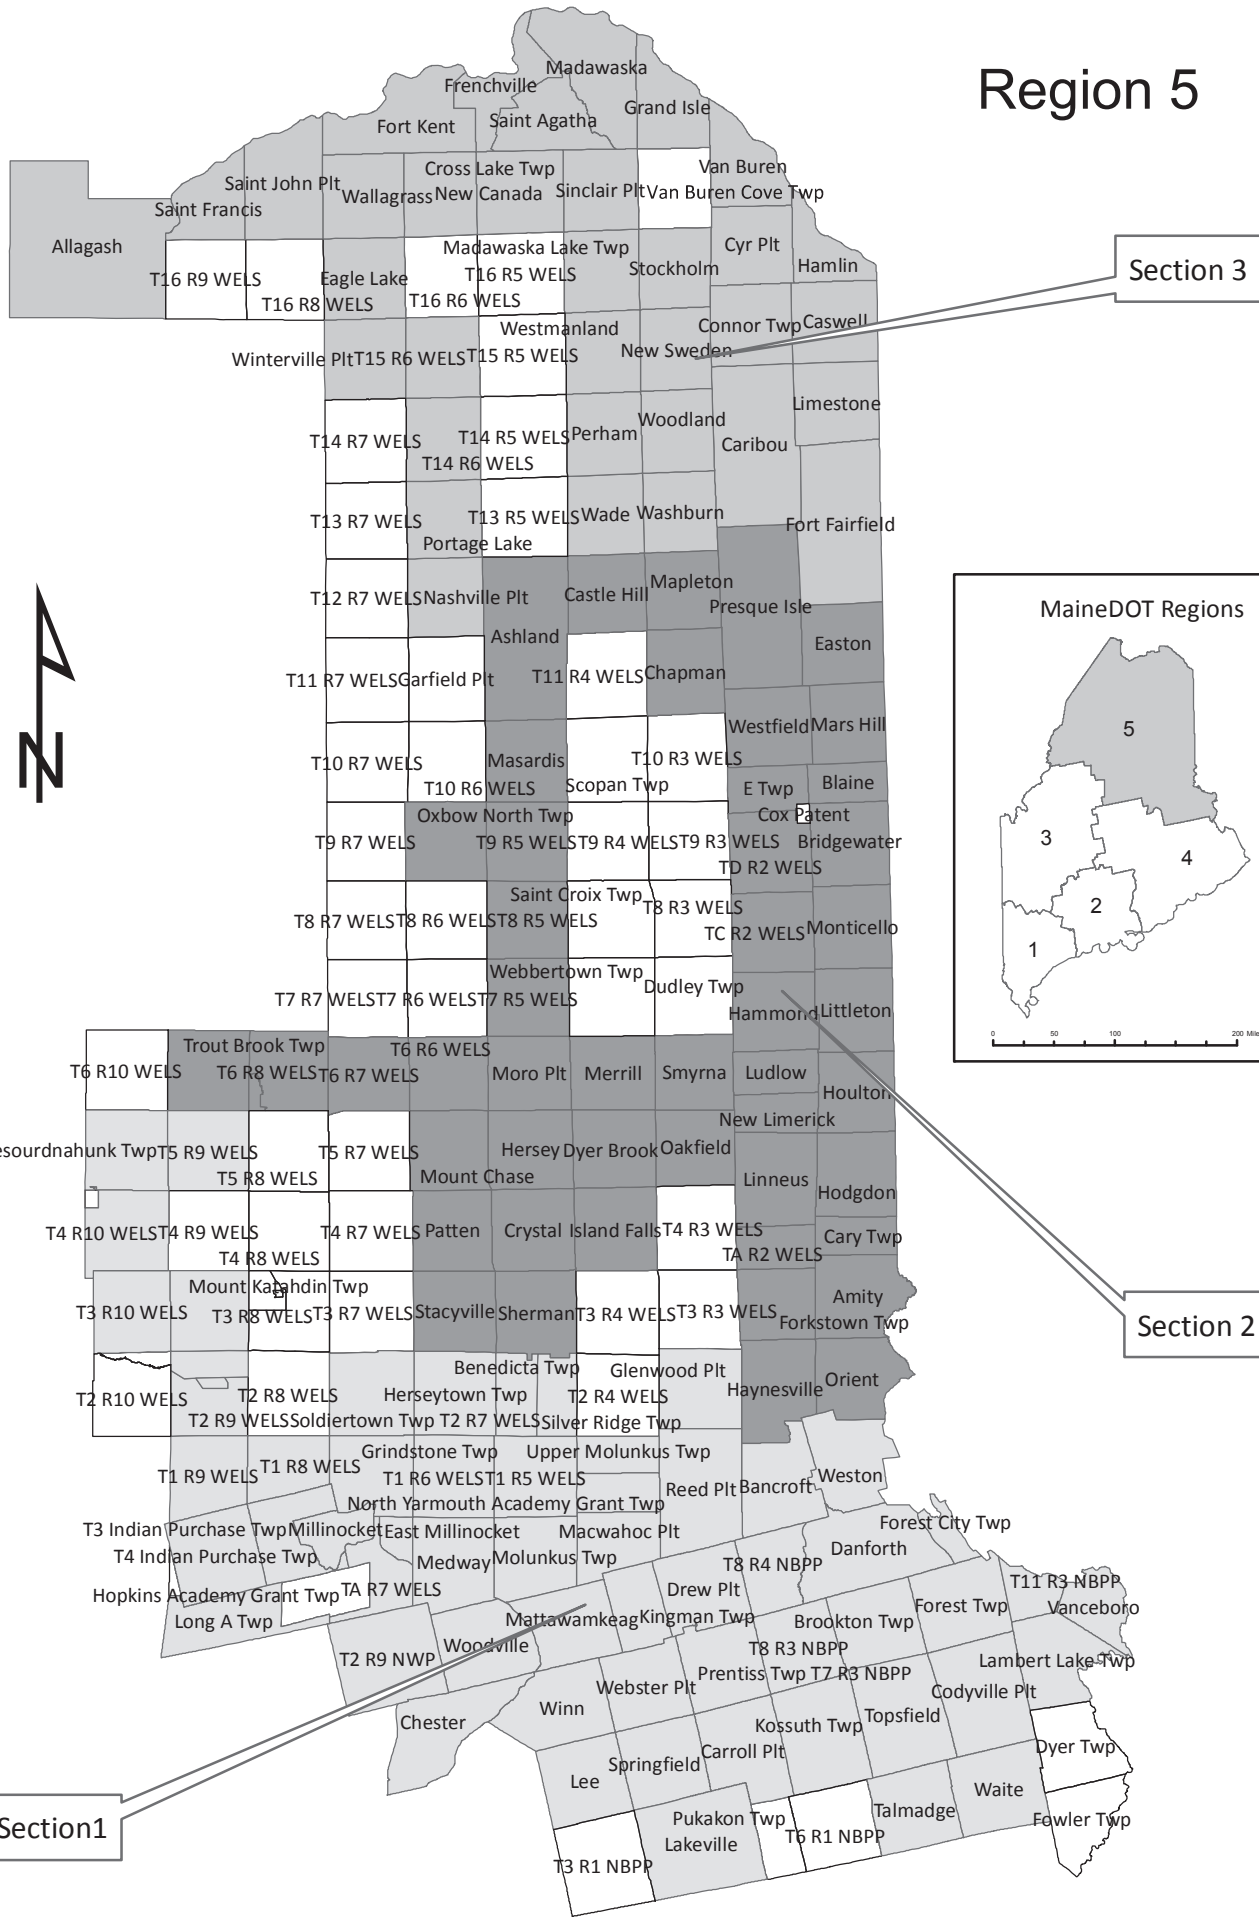 Region 5
Madawaska
Frenchville
Grand Isle
Saint Agatha
Fort Kent
Van Buren
Cross Lake Twp
Saint John Plt
Wallagrass
New Canada
Sinclair Plt
Van Buren Cove Twp
Saint Francis
Allagash
Cyr Plt
Madawaska Lake Twp
Hamlin
Stockholm
T16 R9 WELS
Eagle Lake
T16 R5 WELS
T16 R8 WELS
T16 R6 WELS
Section 3
Westmanland
Connor Twp
Caswell
Winterville Plt
T15 R6 WELS
T15 R5 WELS
New Sweden
Limestone
Woodland
T14 R7 WELS
T14 R5 WELS
Perham
Caribou
T14 R6 WELS
T13 R7 WELS
T13 R5 WELS
Wade
Washburn
Fort Fairfield
Portage Lake
Mapleton
T12 R7 WELS
Nashville Plt
Castle Hill
Presque Isle
Ashland
Easton
T11 R7 WELS
Garfield Plt
T11 R4 WELS
Chapman
Westfield
Mars Hill
T10 R7 WELS
Masardis
T10 R3 WELS
T10 R6 WELS
Scopan Twp
E Twp
Blaine
Oxbow North Twp
Cox Patent
T9 R7 WELS
T9 R5 WELS
T9 R4 WELS
T9 R3 WELS
Bridgewater
TD R2 WELS
Saint Croix Twp
T8 R7 WELS
T8 R6 WELS
T8 R5 WELS
T8 R3 WELS
TC R2 WELS
Monticello
Webbertown Twp
Dudley Twp
T7 R7 WELS
T7 R6 WELS
T7 R5 WELS
Hammond
Littleton
Trout Brook Twp
T6 R6 WELS
T6 R10 WELS
T6 R8 WELS
T6 R7 WELS
Moro Plt
Merrill
Smyrna
Ludlow
Houlton
New Limerick
esourdnahunk Twp
T5 R9 WELS
T5 R7 WELS
Hersey
Dyer Brook
Oakfield
T5 R8 WELS
Mount Chase
Linneus
Hodgdon
T4 R10 WELS
T4 R9 WELS
T4 R7 WELS
Patten
Crystal
Island Falls
T4 R3 WELS
Cary Twp
T4 R8 WELS
TA R2 WELS
Mount Katahdin Twp
Amity
T3 R10 WELS
T3 R8 WELS
T3 R7 WELS
Stacyville
Sherman
T3 R4 WELS
T3 R3 WELS
Forkstown Twp
Section 2
Benedicta Twp
Glenwood Plt
Haynesville
Orient
T2 R10 WELS
T2 R8 WELS
Herseytown Twp
T2 R4 WELS
T2 R9 WELS
Soldiertown Twp
T2 R7 WELS
Silver Ridge Twp
Grindstone Twp
Upper Molunkus Twp
T1 R9 WELS
T1 R8 WELS
T1 R6 WELS
T1 R5 WELS
Reed Plt
Bancroft
Weston
North Yarmouth Academy Grant Twp
T3 Indian Purchase Twp
Millinocket
East Millinocket
Macwahoc Plt
Forest City Twp
T4 Indian Purchase Twp
Medway
Molunkus Twp
T8 R4 NBPP
Danforth
Hopkins Academy Grant Twp
TA R7 WELS
Drew Plt
T11 R3 NBPP
Long A Twp
Mattawamkeag
Kingman Twp
Brookton Twp
Forest Twp
Vanceboro
Woodville
T8 R3 NBPP
T2 R9 NWP
Prentiss Twp
T7 R3 NBPP
Lambert Lake Twp
Webster Plt
Codyville Plt
Chester
Winn
Kossuth Twp
Topsfield
Carroll Plt
Dyer Twp
Springfield
Lee
Waite
Section1
Pukakon Twp
Talmadge
Fowler Twp
Lakeville
T6 R1 NBPP
T3 R1 NBPP
N
MaineDOT Regions
5
3
4
2
1
0 50 100 200 Mile